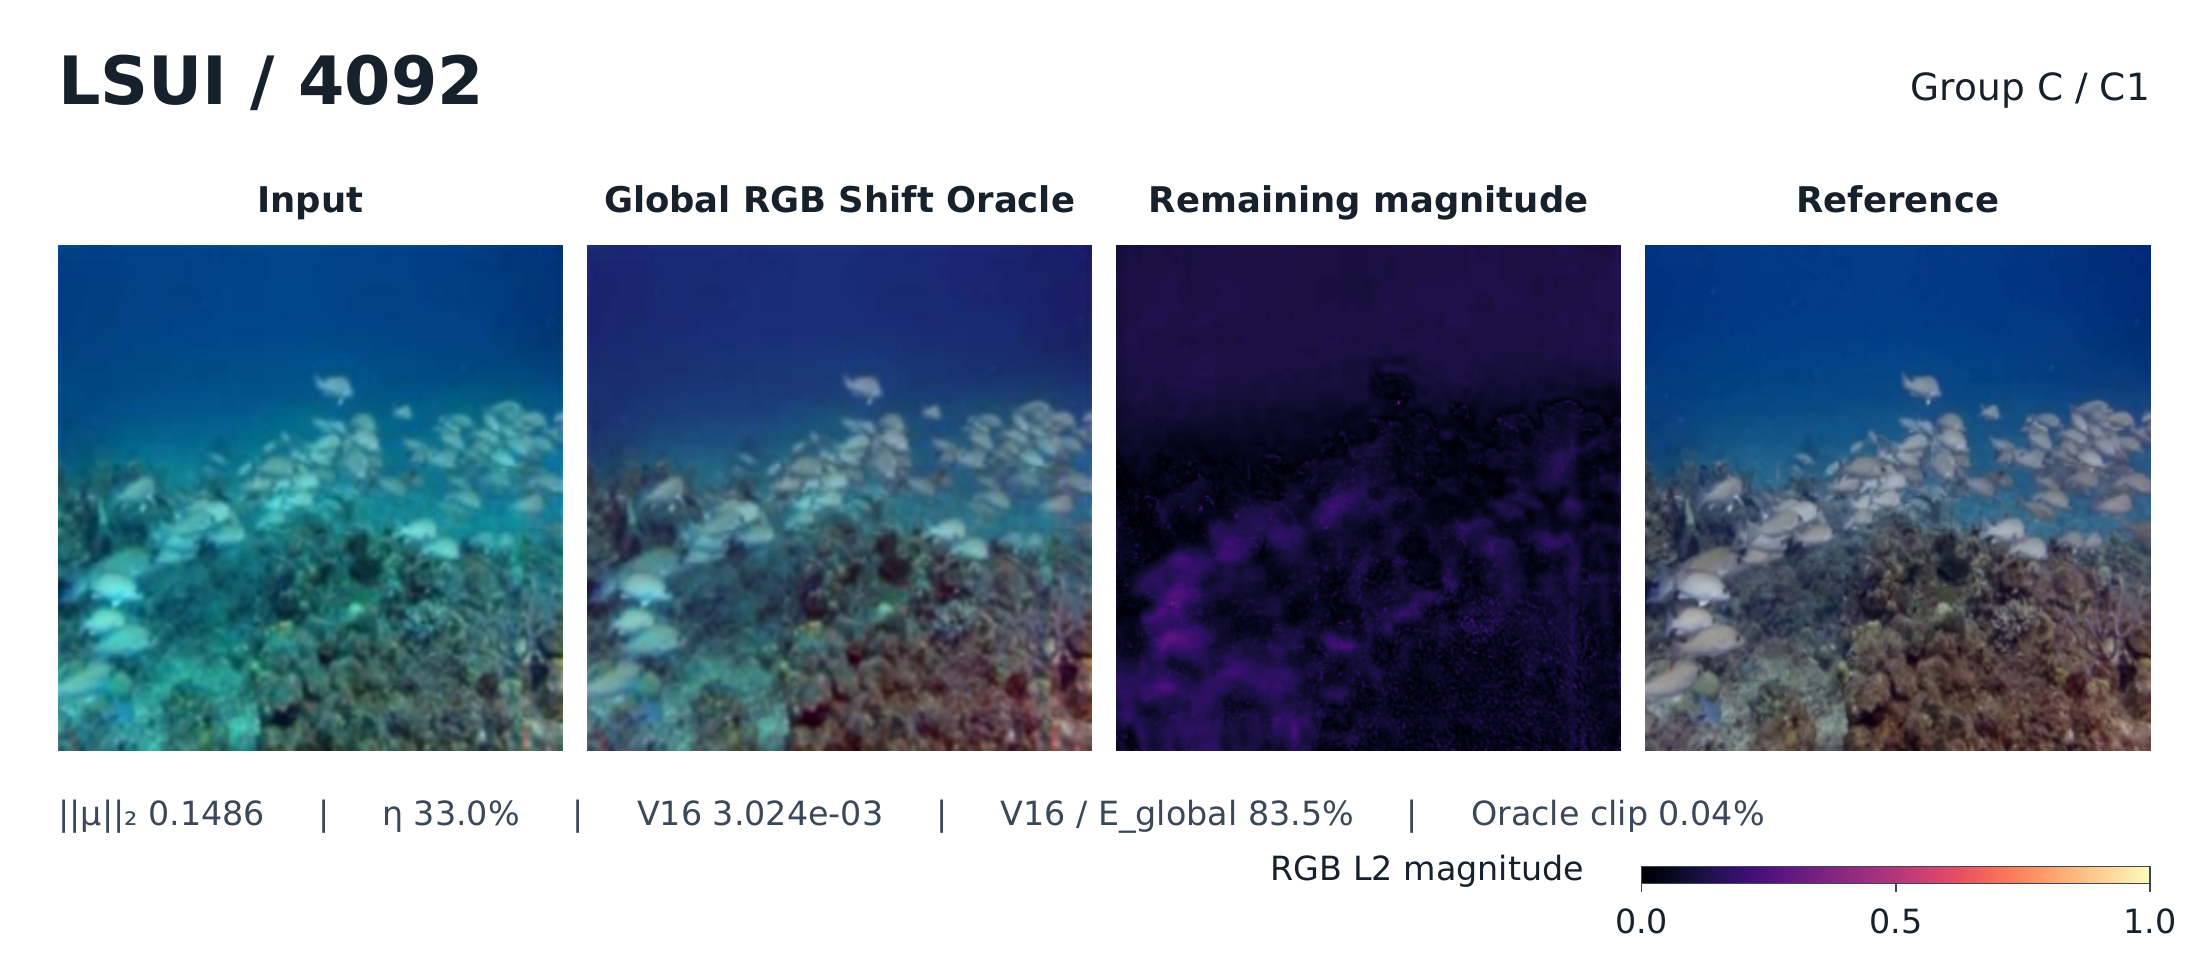 LSUI / 4092
Group C / C1
Input
Global RGB Shift Oracle
Remaining magnitude
Reference
||μ||₂ 0.1486 | η 33.0% | V16 3.024e-03 | V16 / E_global 83.5% | Oracle clip 0.04%
RGB L2 magnitude
0.0 0.5 1.0